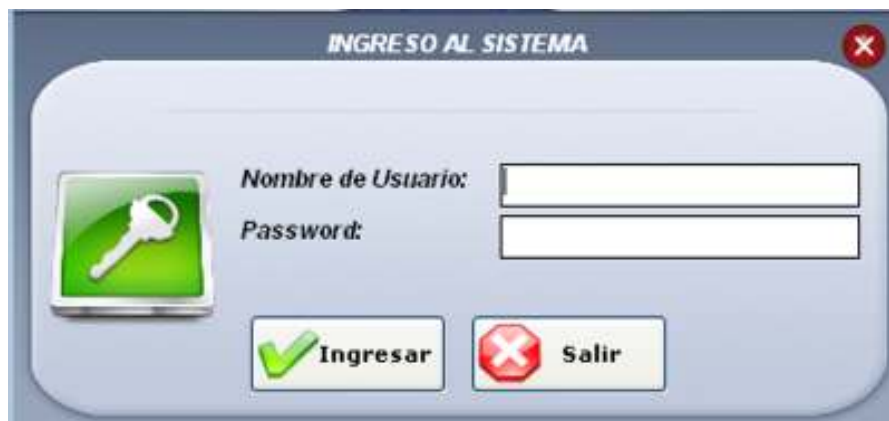 INGRESO AL SISTEMA
Nombre de Usuario:
Password:
Ingresar
Salir